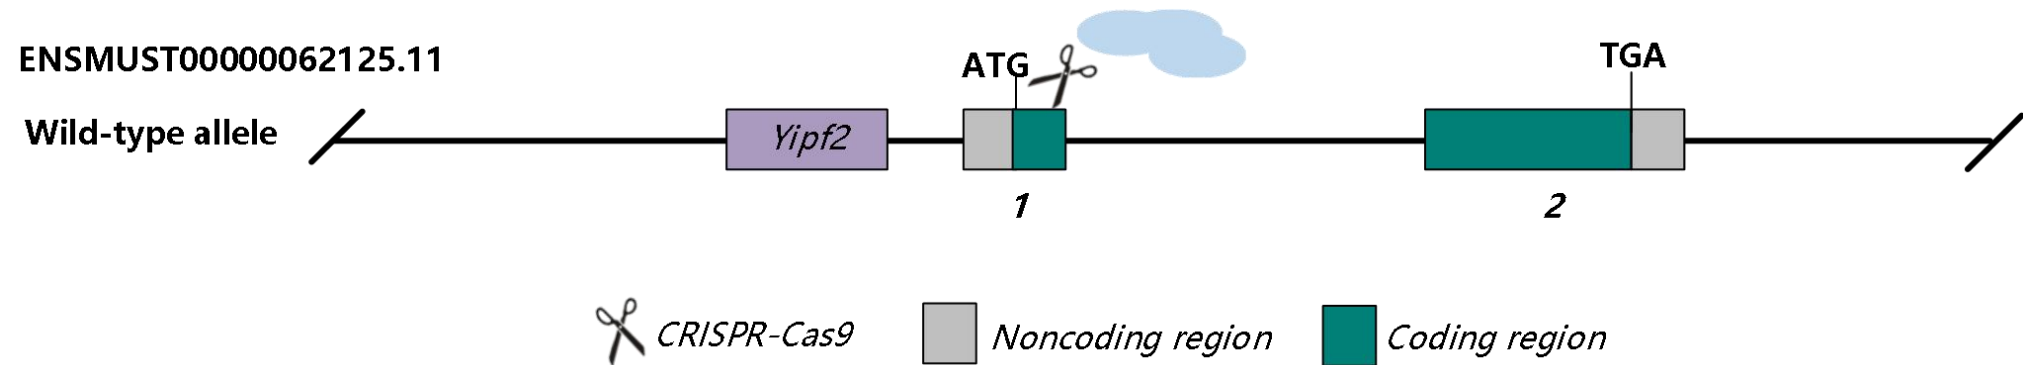 ENSMUST00000062125.11
ATG
TGA
Wild-type allele
Yipf2
1
2
CRISPR-Cas9
Noncoding region
Coding region